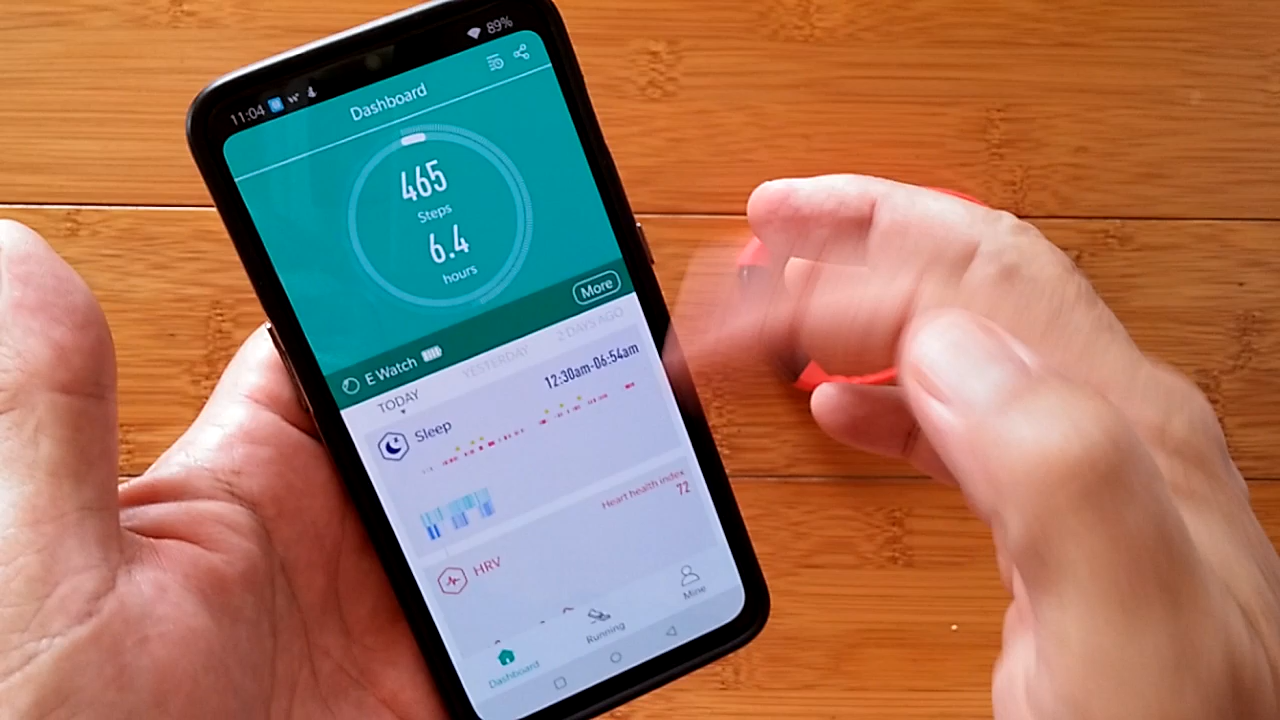 11:04
89%
Dashboard
465
Steps
6.4
hours
More
E Watch
TODAY
YESTERDAY
2 DAYS AGO
Sleep
12:30am-06:54am
HRV
Heart health index
72
Dashboard
Running
Mine